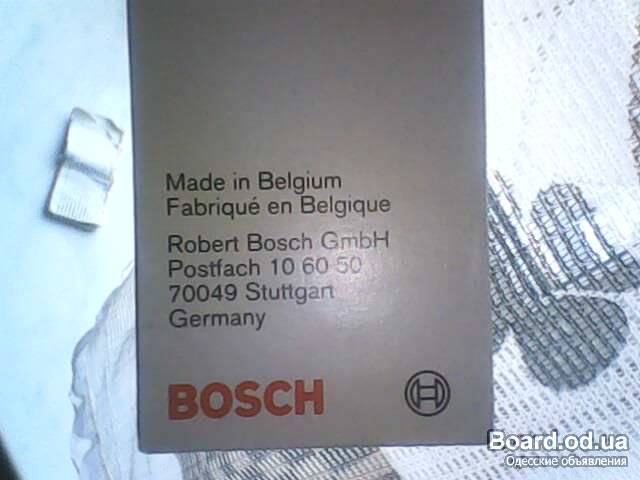 Made in Belgium
Fabriqué en Belgique
Robert Bosch GmbH
Postfach 10 60 50
70049 Stuttgart
Germany
BOSCH
Board.od.ua
Одесские объявления